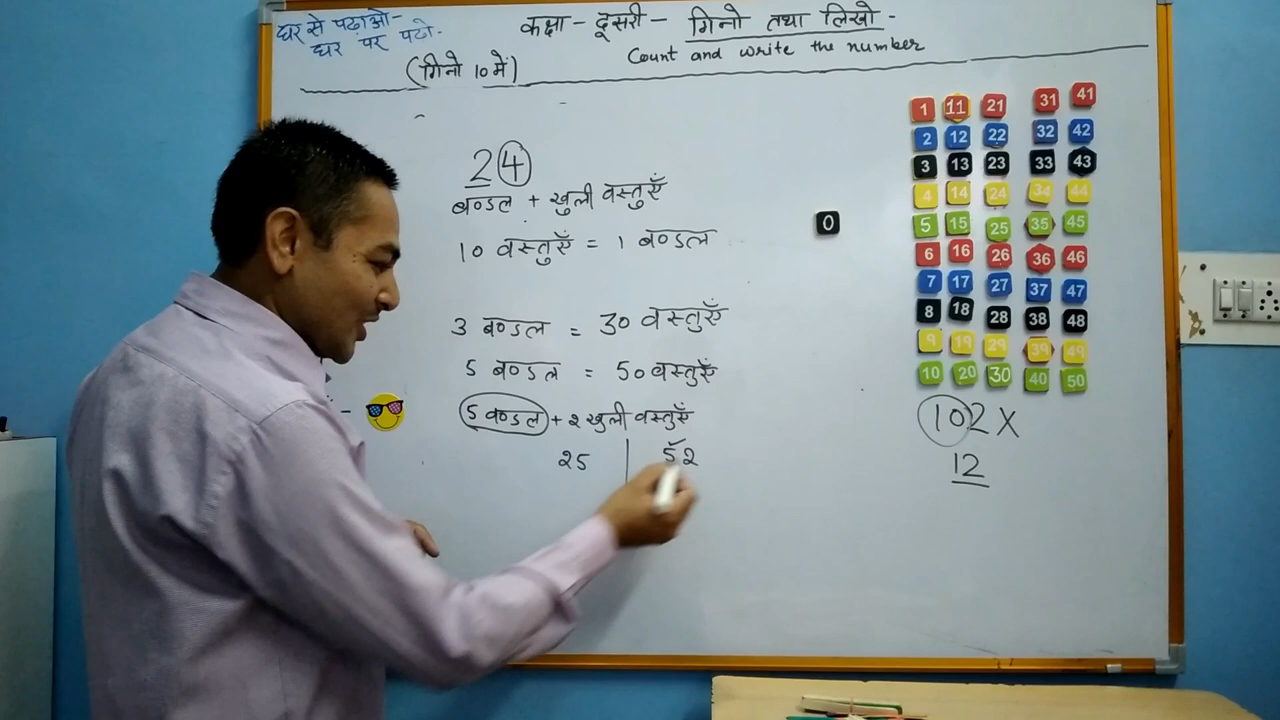 घर से पढ़ाओ-
घर पर पढो.
कक्षा - दूसरी - गिनो तथा लिखो -
Count and write the number
(गिनो 10 में)
24
बण्डल + खुली वस्तुएँ
10 वस्तुएँ = 1 बण्डल
3 बण्डल = 30 वस्तुएँ
5 बण्डल = 50 वस्तुएँ
5 बण्डल + 2 खुली वस्तुएँ
25 | 52
0
1 11 21 31 41
2 12 22 32 42
3 13 23 33 43
4 14 24 34 44
5 15 25 35 45
6 16 26 36 46
7 17 27 37 47
8 18 28 38 48
9 19 29 39 49
10 20 30 40 50
102 X
12